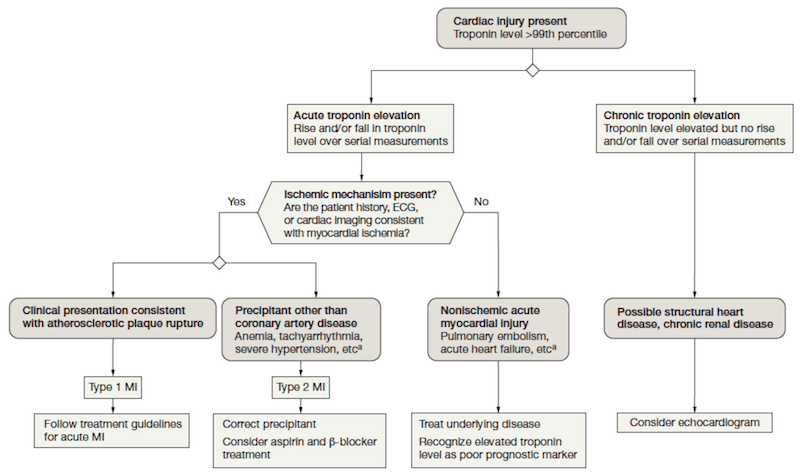 Cardiac injury present
Troponin level >99th percentile
Acute troponin elevation
Rise and/or fall in troponin
level over serial measurements
Chronic troponin elevation
Troponin level elevated but no rise
and/or fall over serial measurements
Yes
Ischemic mechanisim present?
Are the patient history, ECG,
or cardiac imaging consistent
with myocardial ischemia?
No
Clinical presentation consistent
with atherosclerotic plaque rupture
Precipitant other than
coronary artery disease
Anemia, tachyarrhythmia,
severe hypertension, etcª
Nonischemic acute
myocardial injury
Pulmonary embolism,
acute heart failure, etcª
Possible structural heart
disease, chronic renal disease
Type 1 MI
Type 2 MI
Follow treatment guidelines
for acute MI
Correct precipitant
Consider aspirin and β-blocker
treatment
Treat underlying disease
Recognize elevated troponin
level as poor prognostic marker
Consider echocardiogram